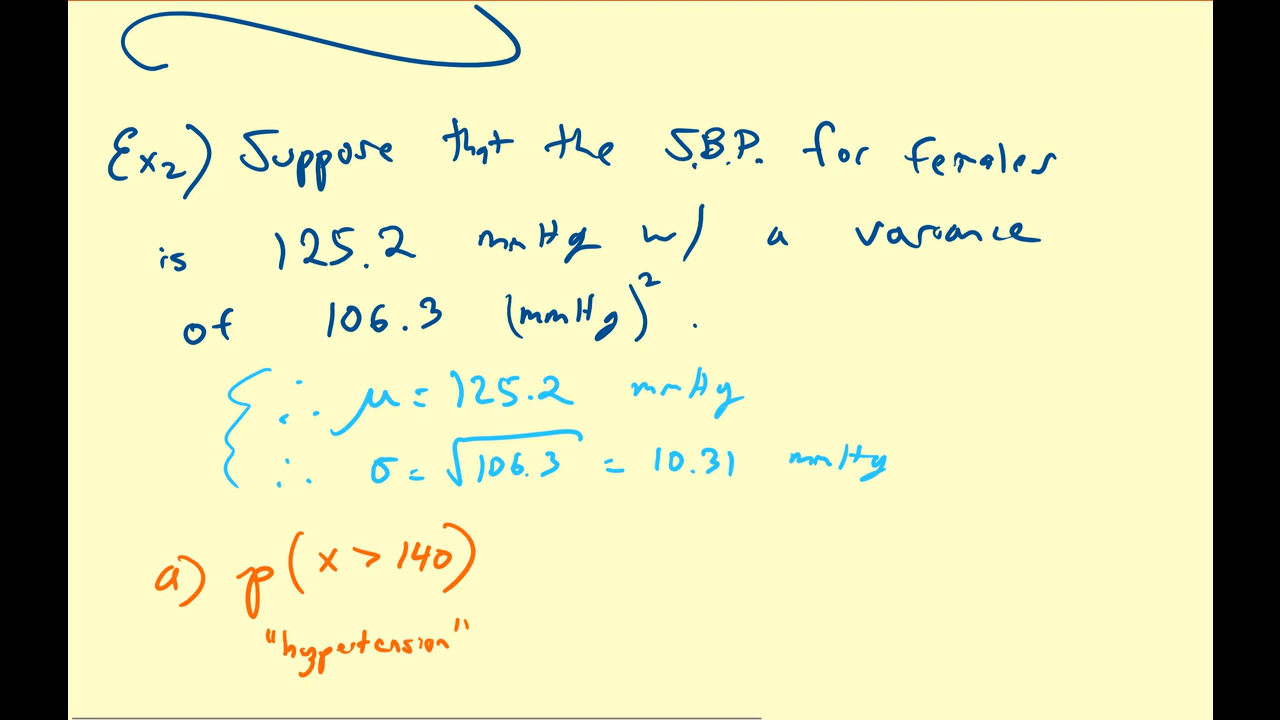 Ex2) Suppose that the S.B.P. for females
is 125.2 mmHg w/ a variance
of 106.3 (mmHg)².
∴ μ = 125.2 mmHg
∴ σ = √106.3 = 10.31 mmHg
a) p(x > 140)
"hypertension"